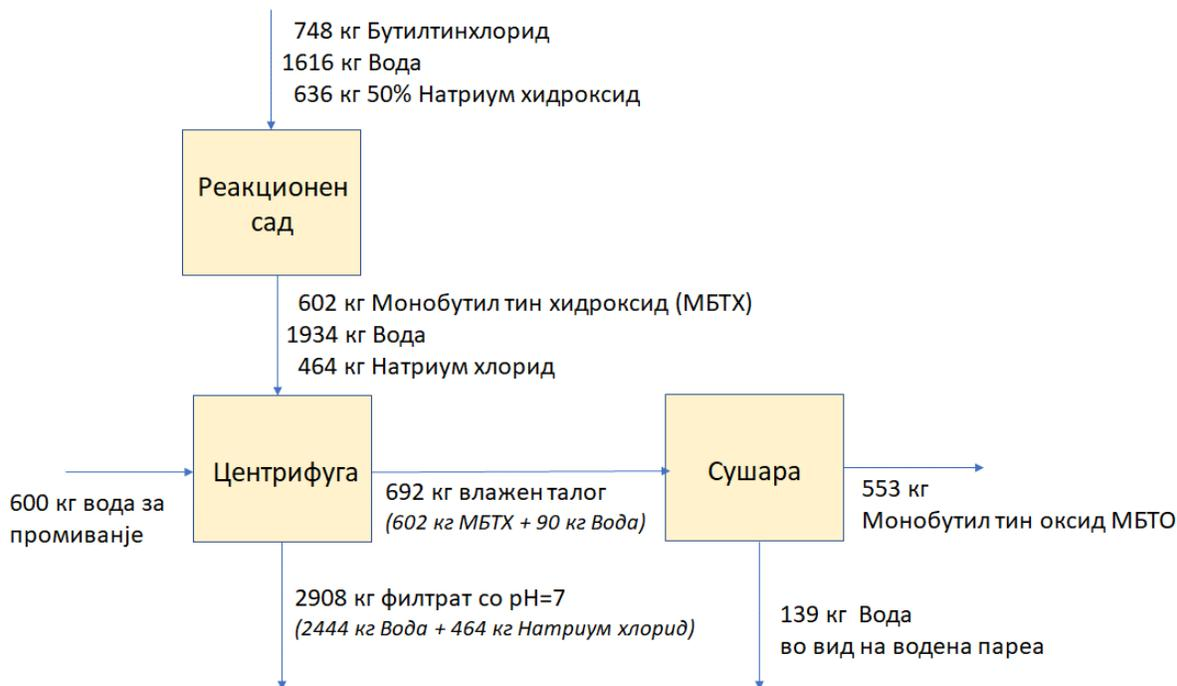 748 кг Бутилтинхлорид
1616 кг Вода
636 кг 50% Натриум хидроксид
Реакционен
сад
602 кг Монобутил тин хидроксид (МБТХ)
1934 кг Вода
464 кг Натриум хлорид
Центрифуга
Сушара
600 кг вода за
промивање
692 кг влажен талог
(602 кг МБТХ + 90 кг Вода)
553 кг
Монобутил тин оксид МБТО
2908 кг филтрат со pH=7
(2444 кг Вода + 464 кг Натриум хлорид)
139 кг Вода
во вид на водена пареа